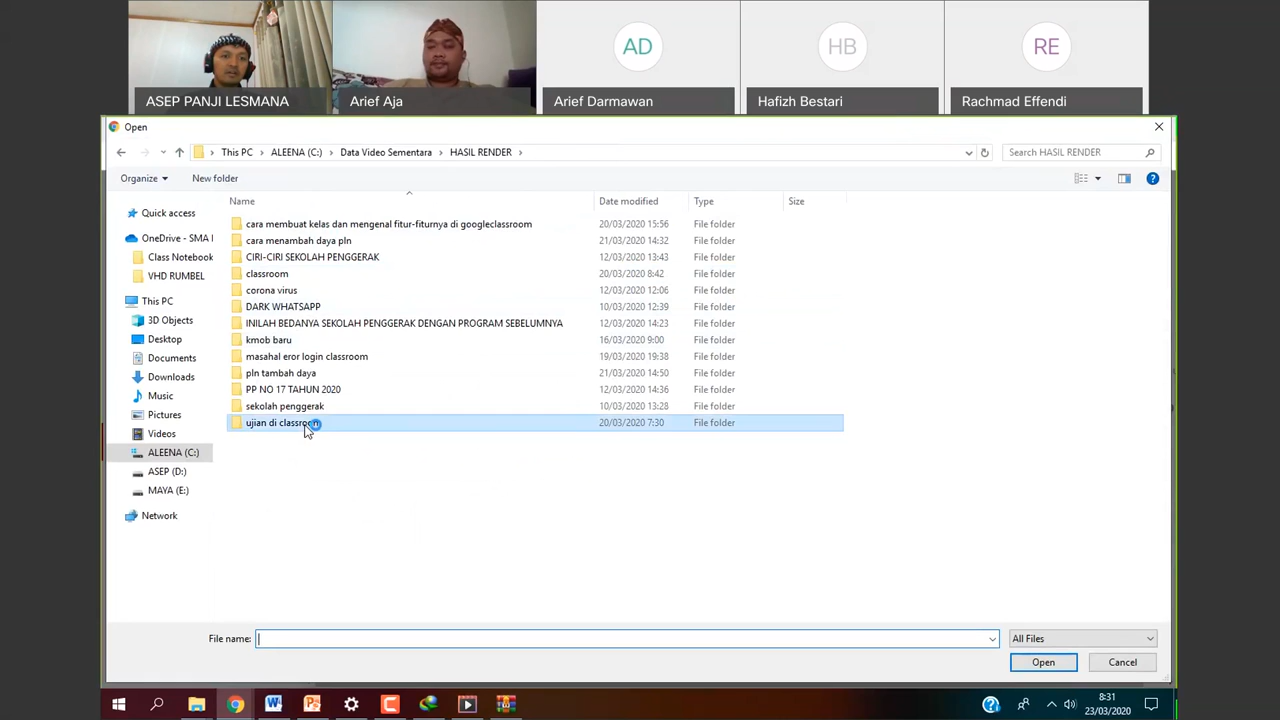 AD
HB
RE
ASEP PANJI LESMANA
Arief Aja
Arief Darmawan
Hafizh Bestari
Rachmad Effendi
Open
This PC > ALEENA (C:) > Data Video Sementara > HASIL RENDER >
Search HASIL RENDER
Organize
New folder
Name
Date modified
Type
Size
Quick access
OneDrive - SMA
Class Notebook
VHD RUMBEL
This PC
3D Objects
Desktop
Documents
Downloads
Music
Pictures
Videos
ALEENA (C:)
ASEP (D:)
MAYA (E:)
Network
cara membuat kelas dan mengenal fitur-fiturnya di googleclassroom 20/03/2020 15:56 File folder
cara menambah daya pln 21/03/2020 14:32 File folder
CIRI-CIRI SEKOLAH PENGGERAK 12/03/2020 13:43 File folder
classroom 20/03/2020 8:42 File folder
corona virus 12/03/2020 12:06 File folder
DARK WHATSAPP 10/03/2020 12:39 File folder
INILAH BEDANYA SEKOLAH PENGGERAK DENGAN PROGRAM SEBELUMNYA 12/03/2020 14:23 File folder
kmob baru 16/03/2020 9:00 File folder
masahal eror login classroom 19/03/2020 19:38 File folder
pln tambah daya 21/03/2020 14:50 File folder
PP NO 17 TAHUN 2020 12/03/2020 14:36 File folder
sekolah penggerak 10/03/2020 13:28 File folder
ujian di classroom 20/03/2020 7:30 File folder
File name:
All Files
Open
Cancel
8:31
23/03/2020